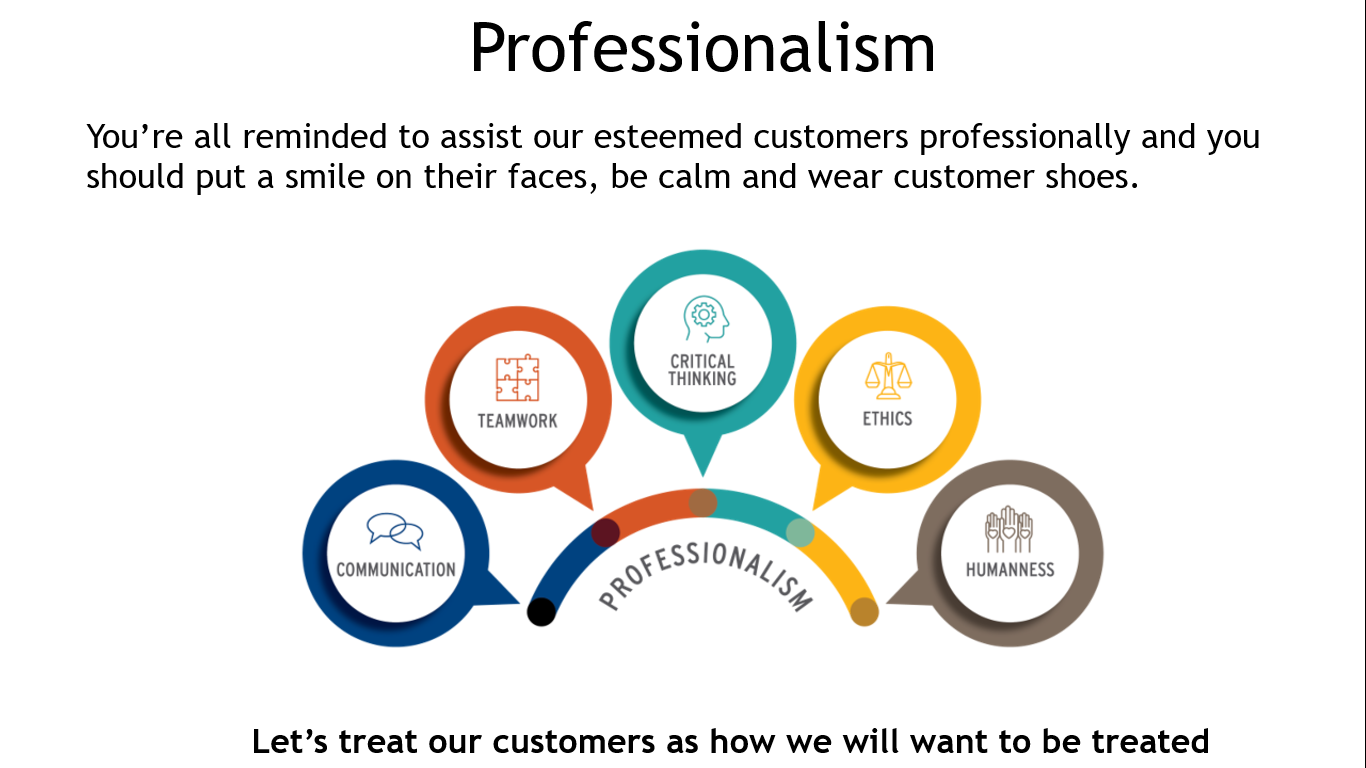 Professionalism
You’re all reminded to assist our esteemed customers professionally and you
should put a smile on their faces, be calm and wear customer shoes.
CRITICAL
THINKING
TEAMWORK
ETHICS
COMMUNICATION
HUMANNESS
PROFESSIONALISM
Let’s treat our customers as how we will want to be treated